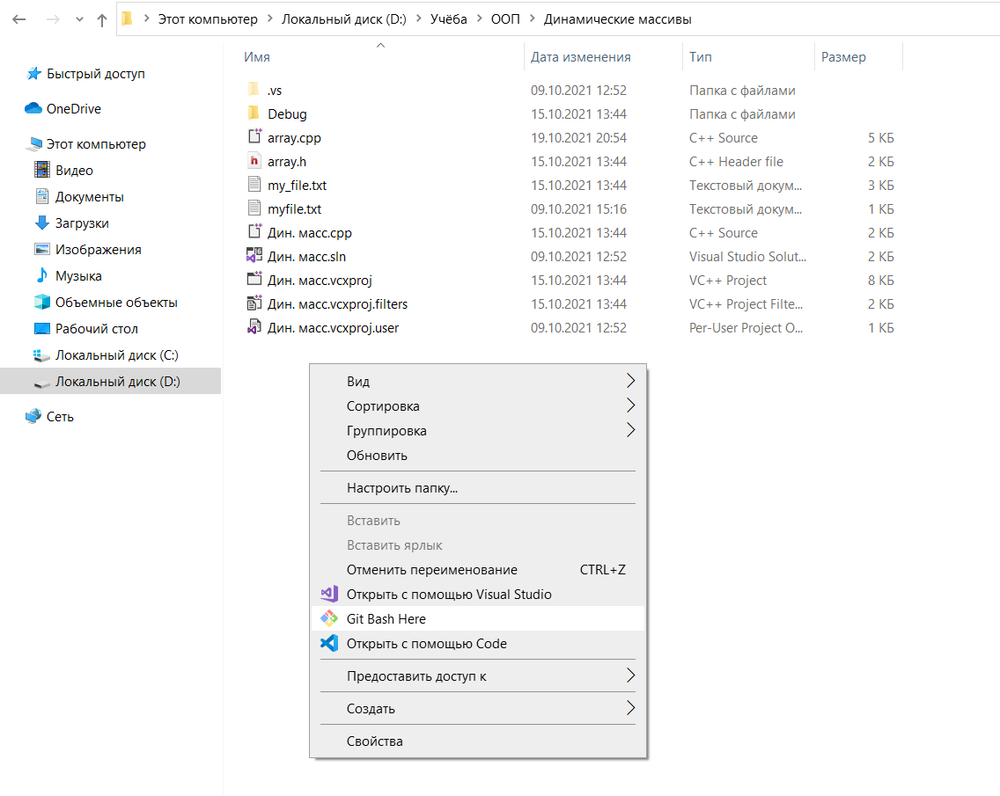 Этот компьютер Локальный диск (D:) Учёба ООП Динамические массивы
Имя Дата изменения Тип Размер
Быстрый доступ
OneDrive
Этот компьютер
Видео
Документы
Загрузки
Изображения
Музыка
Объемные объекты
Рабочий стол
Локальный диск (C:)
Локальный диск (D:)
Сеть
.vs 09.10.2021 12:52 Папка с файлами
Debug 15.10.2021 13:44 Папка с файлами
array.cpp 19.10.2021 20:54 C++ Source 5 КБ
array.h 15.10.2021 13:44 C++ Header file 2 КБ
my_file.txt 15.10.2021 13:44 Текстовый докум... 3 КБ
myfile.txt 09.10.2021 15:16 Текстовый докум... 1 КБ
Дин. масс.cpp 15.10.2021 13:44 C++ Source 2 КБ
Дин. масс.sln 09.10.2021 12:52 Visual Studio Solut... 2 КБ
Дин. масс.vcxproj 15.10.2021 13:44 VC++ Project 8 КБ
Дин. масс.vcxproj.filters 15.10.2021 13:44 VC++ Project Filte... 2 КБ
Дин. масс.vcxproj.user 09.10.2021 12:52 Per-User Project O... 1 КБ
Вид
Сортировка
Группировка
Обновить
Настроить папку...
Вставить
Вставить ярлык
Отменить переименование CTRL+Z
Открыть с помощью Visual Studio
Git Bash Here
Открыть с помощью Code
Предоставить доступ к
Создать
Свойства